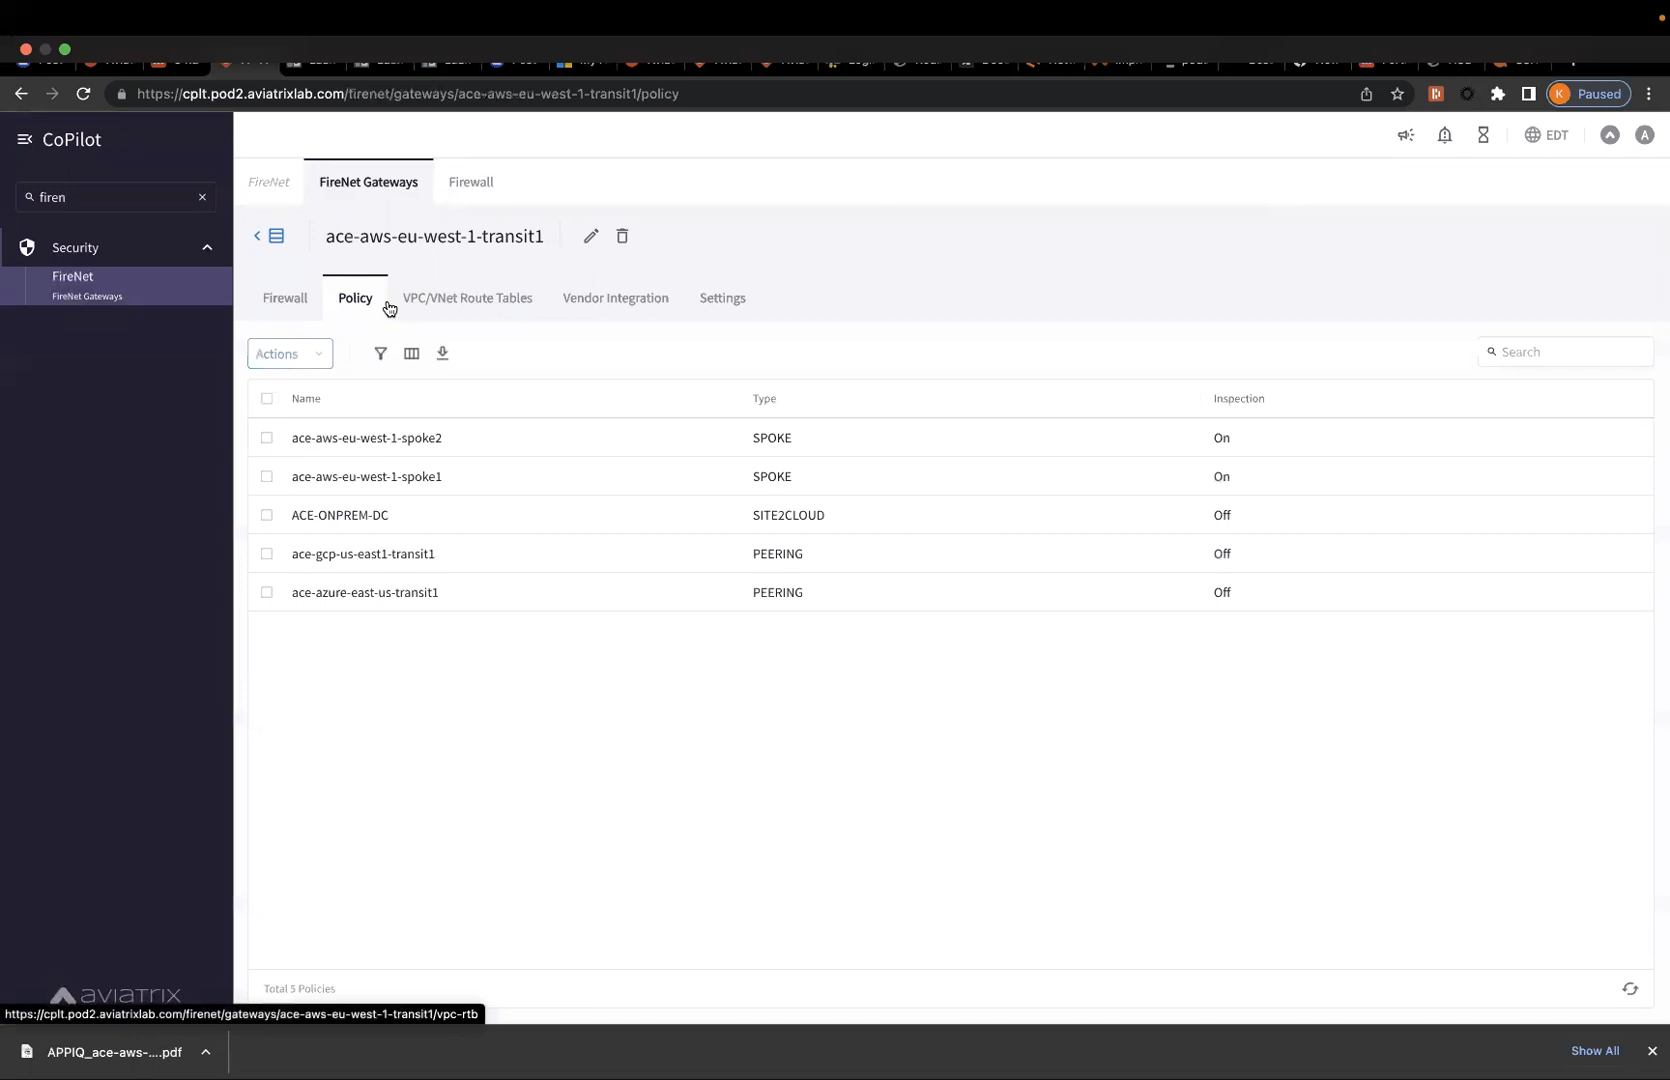 https://cplt.pod2.aviatrixlab.com/firenet/gateways/ace-aws-eu-west-1-transit1/policy
K Paused
CoPilot
EDT
A
firen
FireNet
FireNet Gateways
Firewall
Security
FireNet
FireNet Gateways
ace-aws-eu-west-1-transit1
Firewall
Policy
VPC/VNet Route Tables
Vendor Integration
Settings
Actions
Search
Name Type Inspection
ace-aws-eu-west-1-spoke2 SPOKE On
ace-aws-eu-west-1-spoke1 SPOKE On
ACE-ONPREM-DC SITE2CLOUD Off
ace-gcp-us-east1-transit1 PEERING Off
ace-azure-east-us-transit1 PEERING Off
Total 5 Policies
aviatrix
https://cplt.pod2.aviatrixlab.com/firenet/gateways/ace-aws-eu-west-1-transit1/vpc-rtb
APPIQ_ace-aws-....pdf
Show All